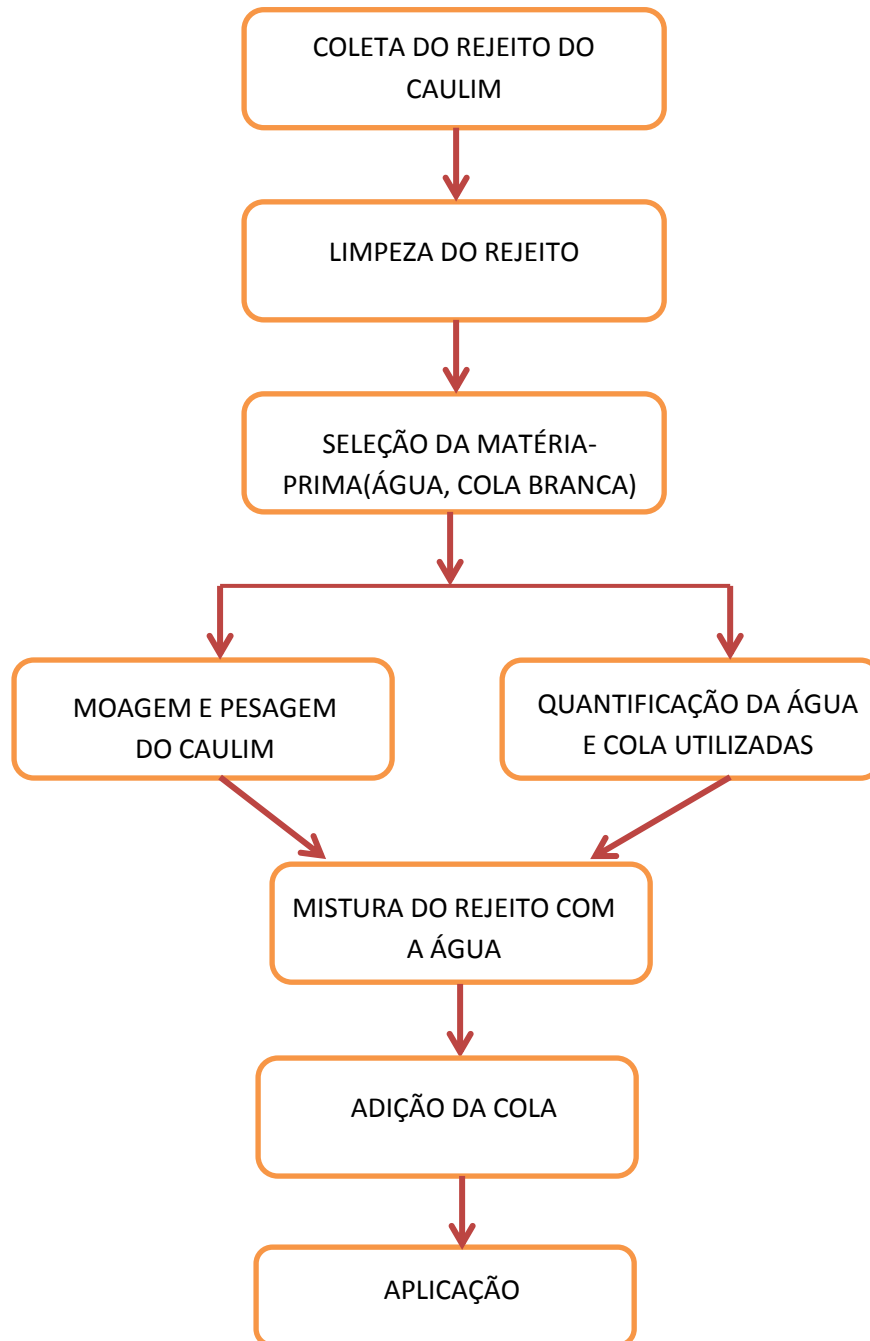 COLETA DO REJEITO DO
CAULIM
LIMPEZA DO REJEITO
SELEÇÃO DA MATÉRIA-
PRIMA(ÁGUA, COLA BRANCA)
MOAGEM E PESAGEM
DO CAULIM
QUANTIFICAÇÃO DA ÁGUA
E COLA UTILIZADAS
MISTURA DO REJEITO COM
A ÁGUA
ADIÇÃO DA COLA
APLICAÇÃO